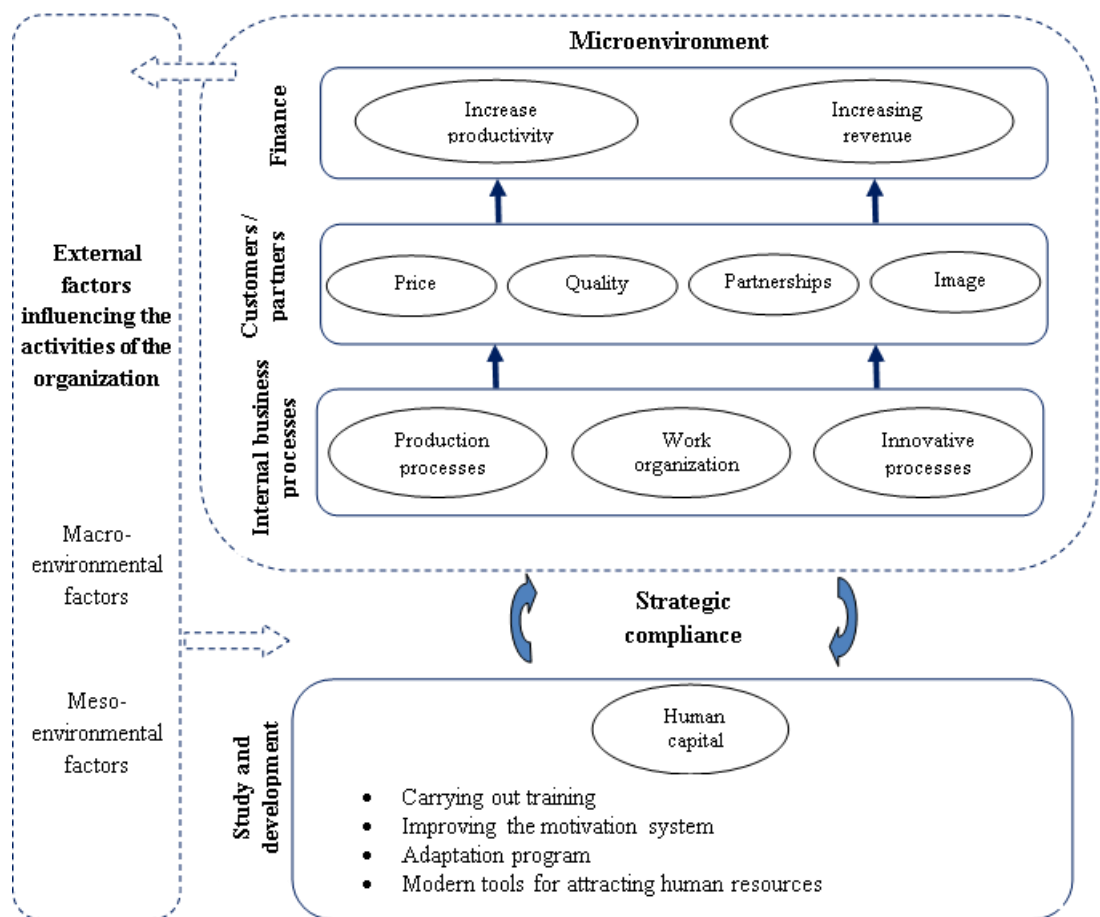 Microenvironment
Finance
Increase
productivity
Increasing
revenue
Customers /
partners
Price
Quality
Partnerships
Image
Internal business
processes
Production
processes
Work
organization
Innovative
processes
External
factors
influencing the
activities of the
organization
Macro-
environmental
factors
Meso-
environmental
factors
Strategic
compliance
Study and
development
Human
capital
• Carrying out training
• Improving the motivation system
• Adaptation program
• Modern tools for attracting human resources